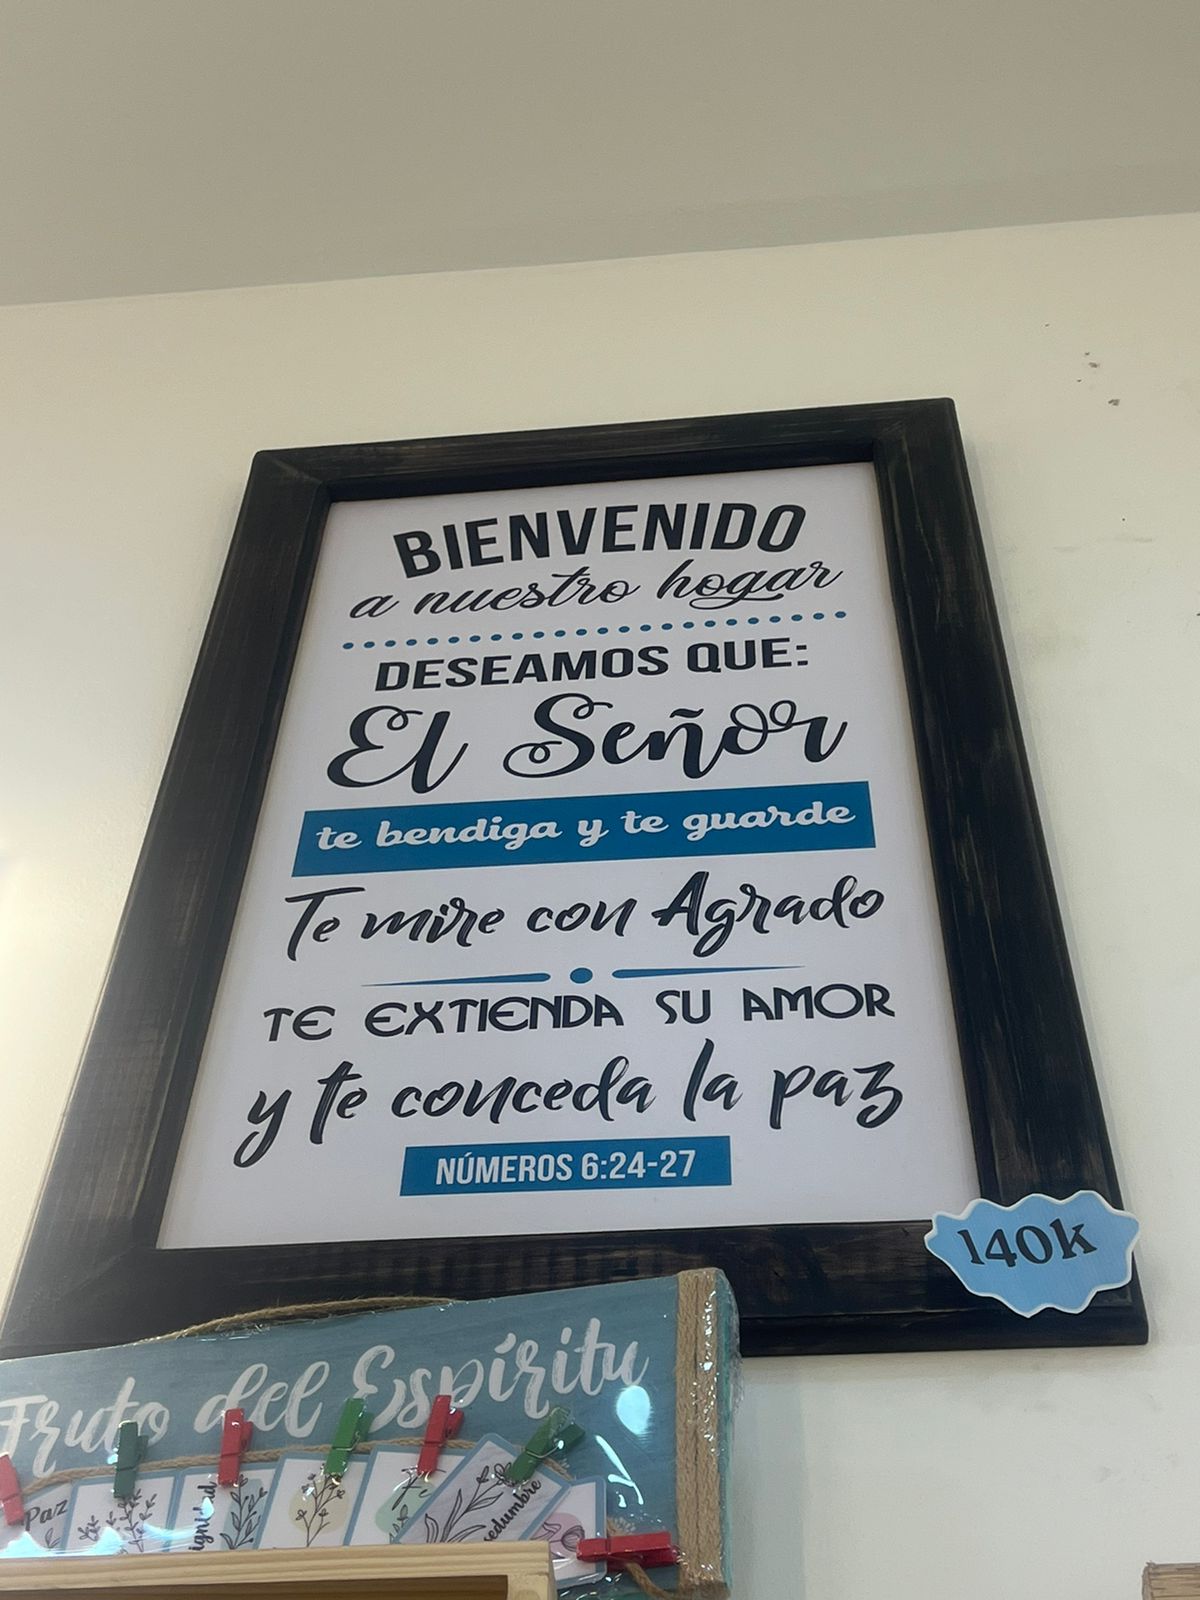 BIENVENIDO
a nuestro hogar
DESEAMOS QUE:
El Señor
te bendiga y te guarde
Te mire con Agrado
TE EXTIENDA SU AMOR
y te conceda la paz
NÚMEROS 6:24-27
140k
Fruto del Espíritu
Paz